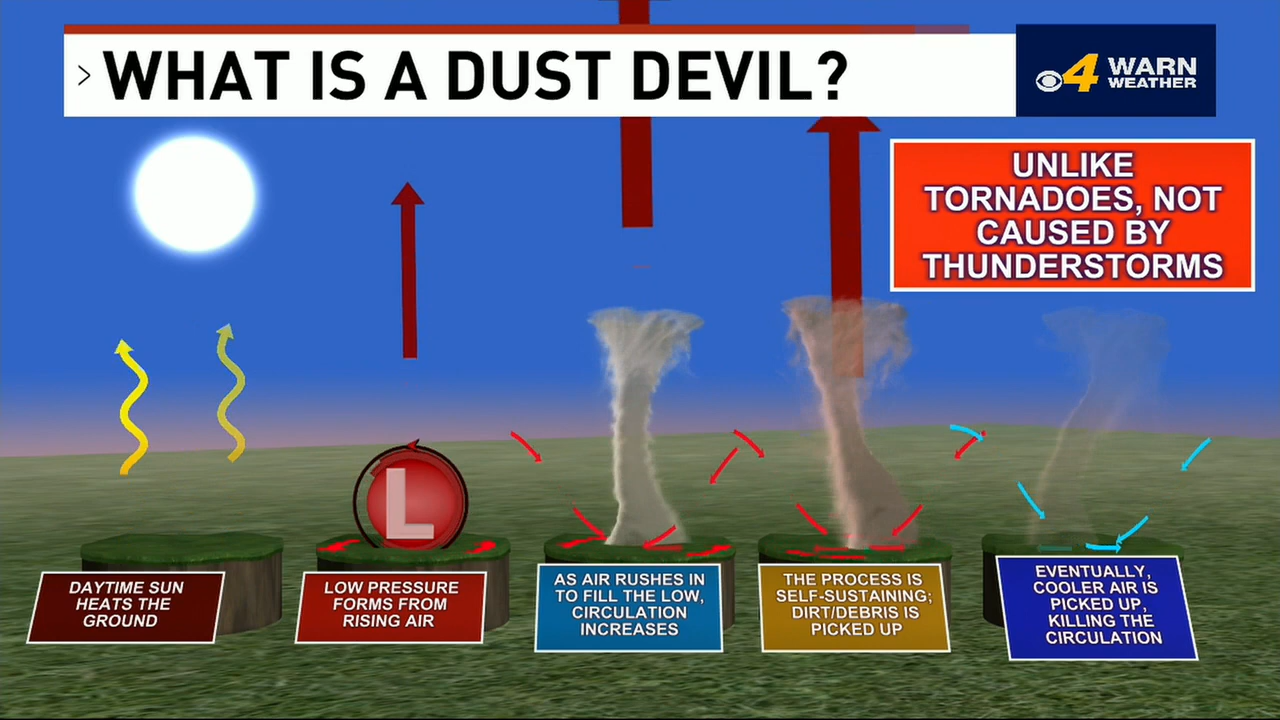 > WHAT IS A DUST DEVIL?
4 WARN
WEATHER
UNLIKE
TORNADOES, NOT
CAUSED BY
THUNDERSTORMS
L
DAYTIME SUN
HEATS THE
GROUND
LOW PRESSURE
FORMS FROM
RISING AIR
AS AIR RUSHES IN
TO FILL THE LOW,
CIRCULATION
INCREASES
THE PROCESS IS
SELF-SUSTAINING;
DIRT/DEBRIS IS
PICKED UP
EVENTUALLY,
COOLER AIR IS
PICKED UP,
KILLING THE
CIRCULATION